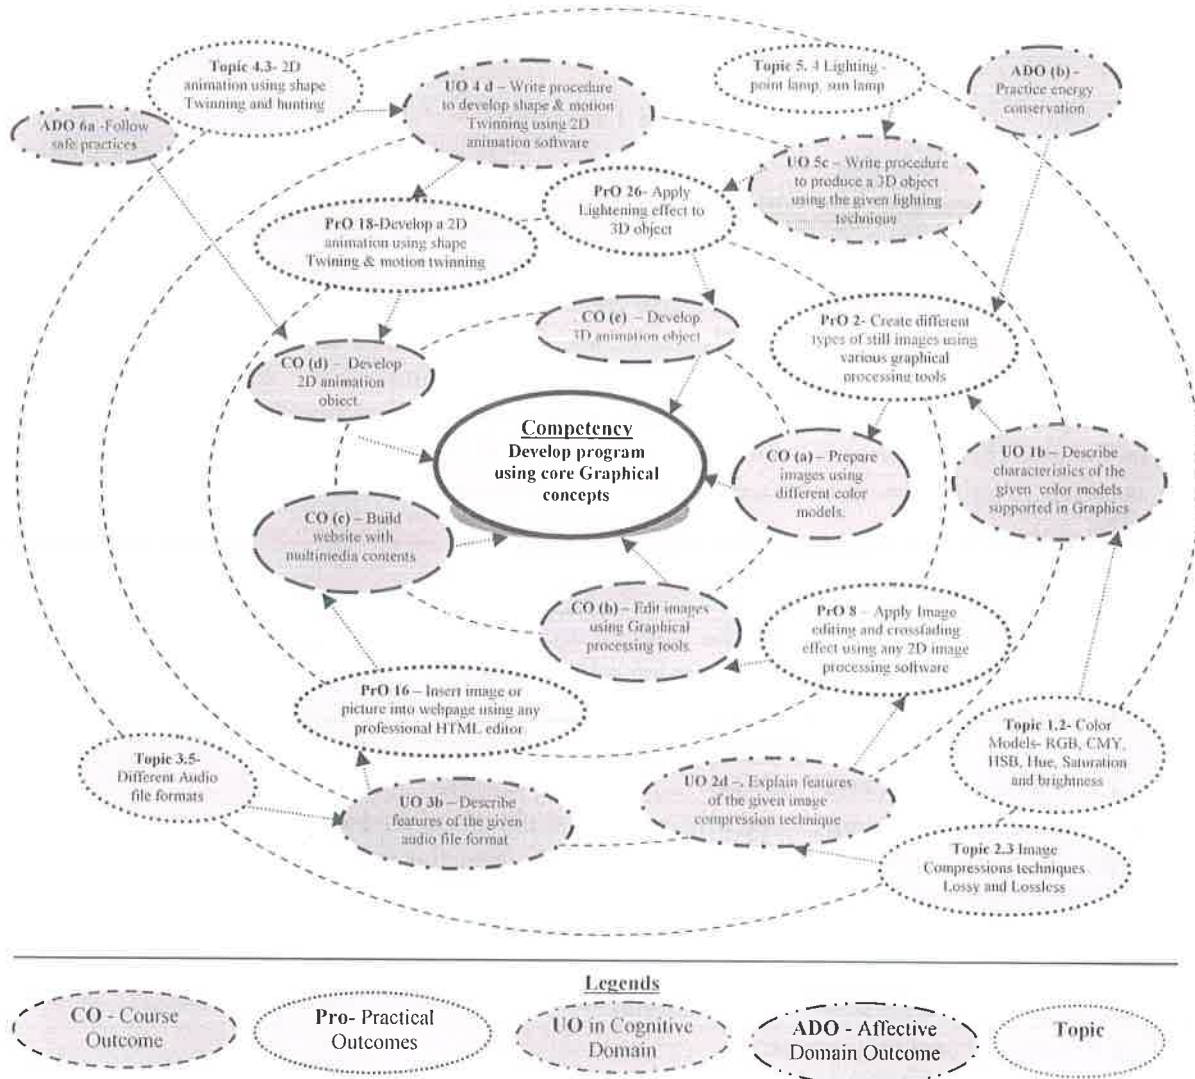 Topic 4.3- 2D
animation using shape
Twinning and hunting
UO 4 d – Write procedure
to develop shape & motion
Twinning using 2D
animation software
Topic 5. 4 Lighting -
point lamp, sun lamp
ADO (b) -
Practice energy
conservation
ADO 6a -Follow
safe practices
UO 5c – Write procedure
to produce a 3D object
using the given lighting
technique
PrO 26- Apply
Lightening effect to
3D object
PrO 18-Develop a 2D
animation using shape
Twining & motion twinning
CO (e) – Develop
3D animation object
PrO 2- Create different
types of still images using
various graphical
processing tools
CO (d) – Develop
2D animation
object.
Competency
Develop program
using core Graphical
concepts
CO (a) – Prepare
images using
different color
models.
UO 1b – Describe
characteristics of the
given color models
supported in Graphics
CO (c) – Build
website with
multimedia contents
CO (b) – Edit images
using Graphical
processing tools.
PrO 8 – Apply Image
editing and crossfading
effect using any 2D image
processing software
PrO 16 – Insert image or
picture into webpage using any
professional HTML editor.
Topic 1.2- Color
Models- RGB, CMY,
HSB, Hue, Saturation
and brightness
Topic 3.5-
Different Audio
file formats
UO 3b – Describe
features of the given
audio file format
UO 2d –. Explain features
of the given image
compression technique
Topic 2.3 Image
Compressions techniques
Lossy and Lossless
Legends
CO - Course
Outcome
Pro- Practical
Outcomes
UO in Cognitive
Domain
ADO - Affective
Domain Outcome
Topic